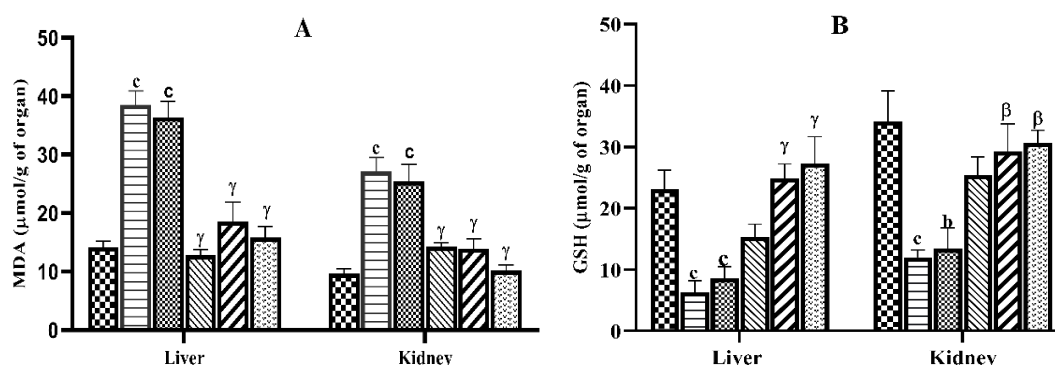 A
MDA (µmol/g of organ)
50
40
30
20
10
0
c
c
γ
γ
γ
c
c
γ
γ
γ
Liver
Kidney
B
GSH (µmol/g of organ)
50
40
30
20
10
0
c
c
γ
γ
c
b
β
β
Liver
Kidney